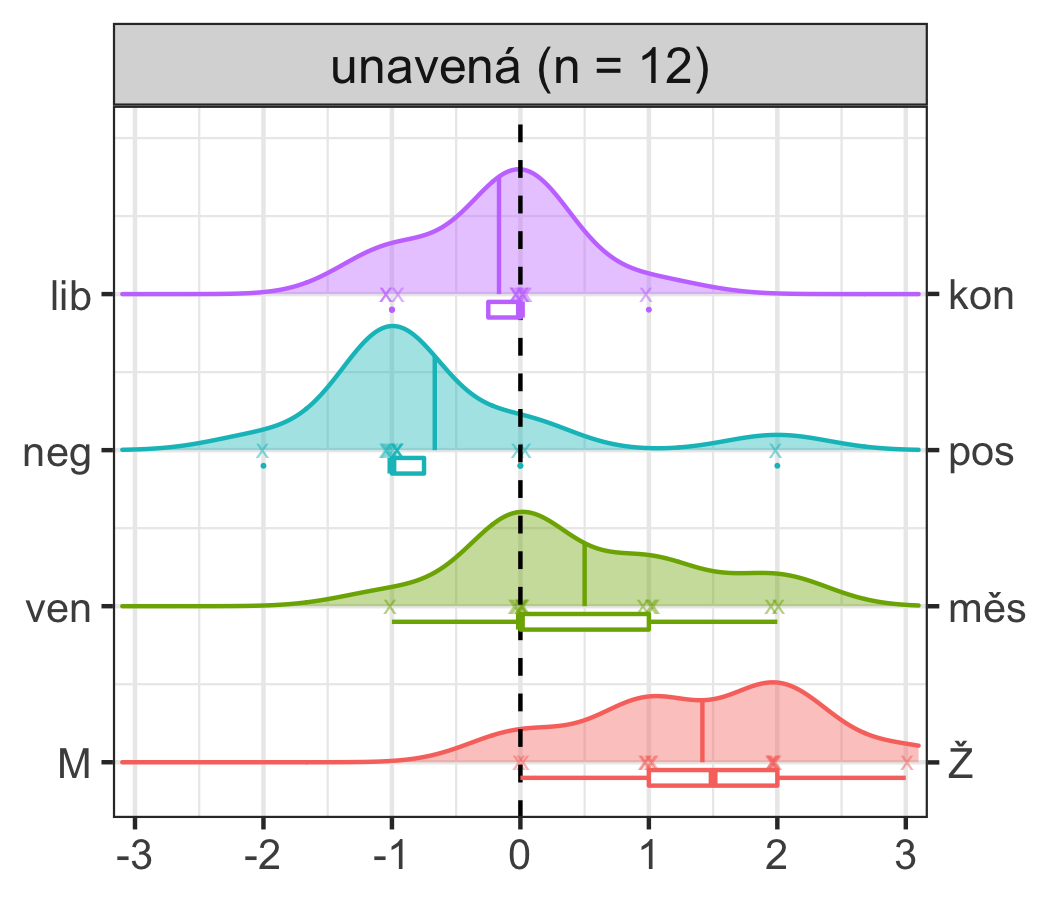 unavená (n = 12)
lib kon
neg pos
ven měs
M Ž
-3 -2 -1 0 1 2 3